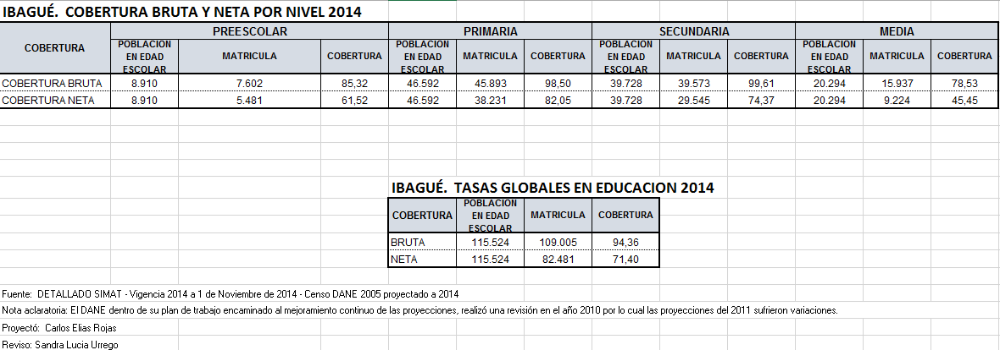 IBAGUÉ. COBERTURA BRUTA Y NETA POR NIVEL 2014
COBERTURA PREESCOLAR PRIMARIA SECUNDARIA MEDIA
POBLACION EN EDAD ESCOLAR MATRICULA COBERTURA POBLACION EN EDAD ESCOLAR MATRICULA COBERTURA POBLACION EN EDAD ESCOLAR MATRICULA COBERTURA POBLACION EN EDAD ESCOLAR MATRICULA COBERTURA
COBERTURA BRUTA 8.910 7.602 85,32 46.592 45.893 98,50 39.728 39.573 99,61 20.294 15.937 78,53
COBERTURA NETA 8.910 5.481 61,52 46.592 38.231 82,05 39.728 29.545 74,37 20.294 9.224 45,45
IBAGUÉ. TASAS GLOBALES EN EDUCACION 2014
COBERTURA POBLACION EN EDAD ESCOLAR MATRICULA COBERTURA
BRUTA 115.524 109.005 94,36
NETA 115.524 82.481 71,40
Fuente: DETALLADO SIMAT - Vigencia 2014 a 1 de Noviembre de 2014 - Censo DANE 2005 proyectado a 2014
Nota aclaratoria: El DANE dentro de su plan de trabajo encaminado al mejoramiento continuo de las proyecciones, realizó una revisión en el año 2010 por lo cual las proyecciones del 2011 sufrieron variaciones.
Proyectó: Carlos Elias Rojas
Reviso: Sandra Lucia Urrego